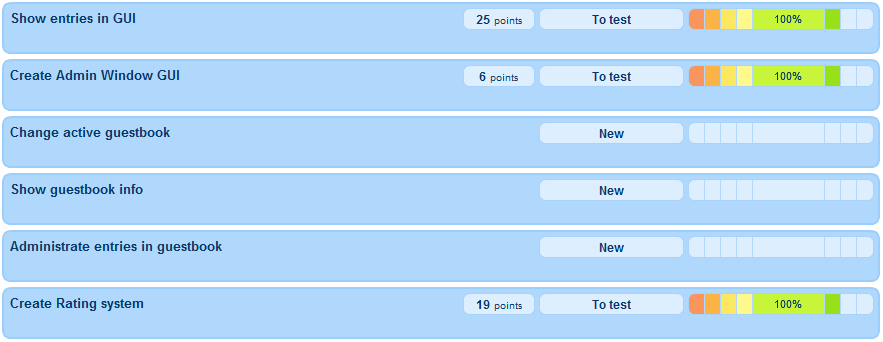 Show entries in GUI 25 points To test 100%
Create Admin Window GUI 6 points To test 100%
Change active guestbook New
Show guestbook info New
Administrate entries in guestbook New
Create Rating system 19 points To test 100%